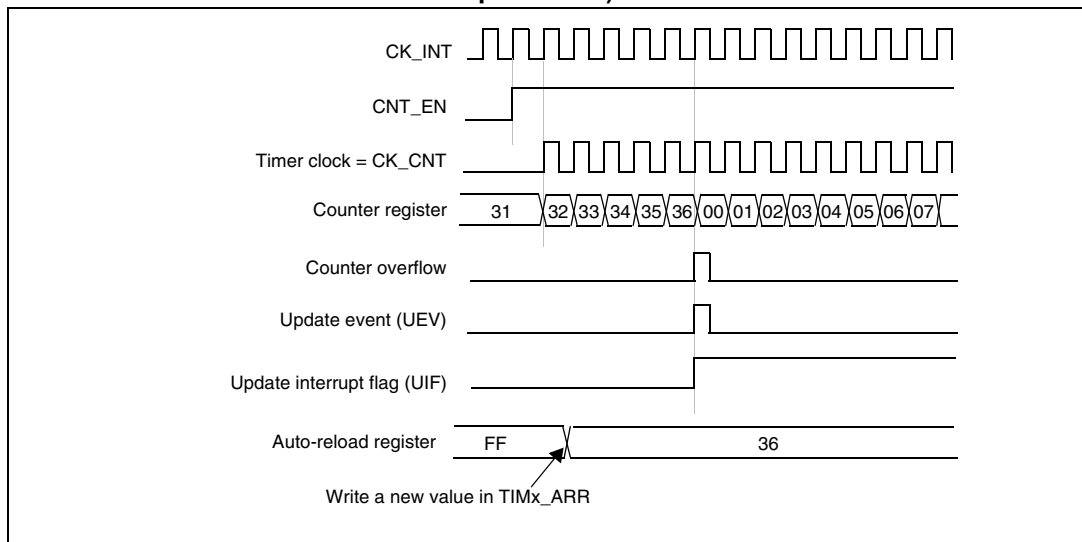 CK_INT
CNT_EN
Timer clock = CK_CNT
Counter register 31 32 33 34 35 36 00 01 02 03 04 05 06 07
Counter overflow
Update event (UEV)
Update interrupt flag (UIF)
Auto-reload register FF 36
Write a new value in TIMx_ARR